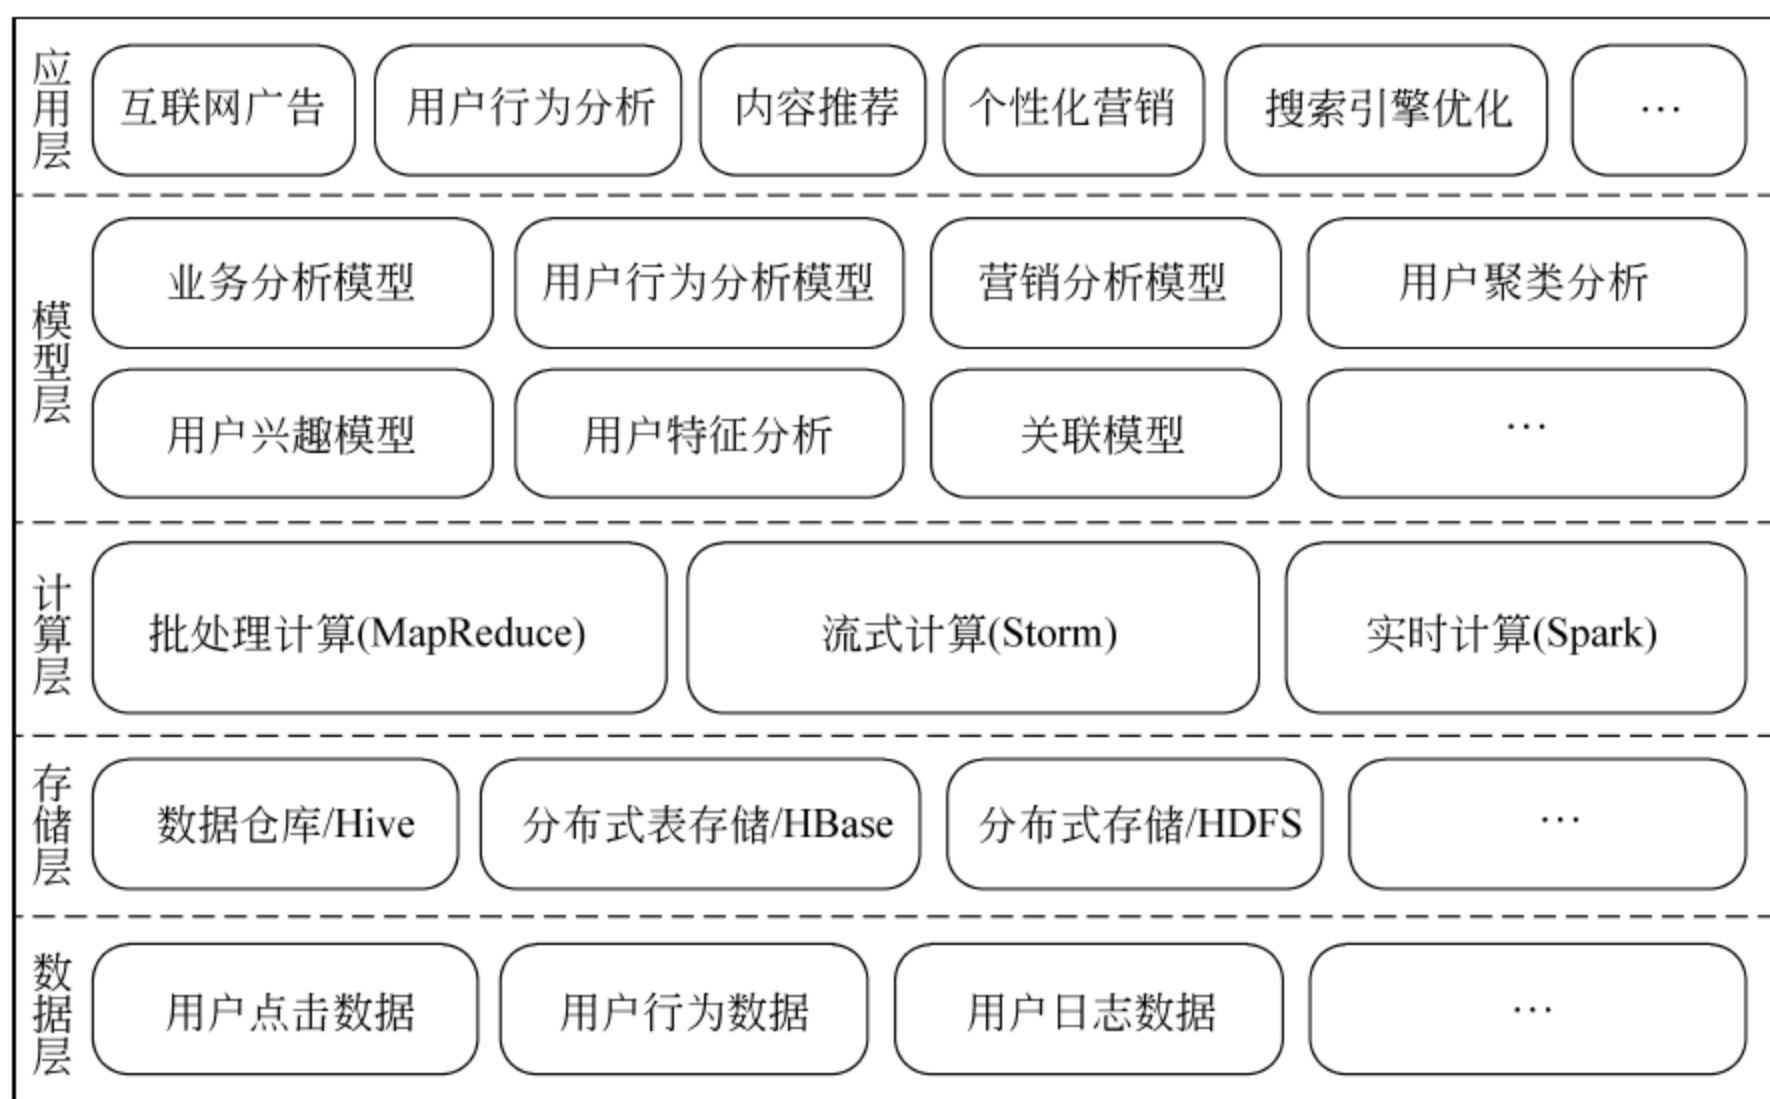 应用层
互联网广告
用户行为分析
内容推荐
个性化营销
搜索引擎优化
…
模型层
业务分析模型
用户行为分析模型
营销分析模型
用户聚类分析
用户兴趣模型
用户特征分析
关联模型
…
计算层
批处理计算(MapReduce)
流式计算(Storm)
实时计算(Spark)
存储层
数据仓库/Hive
分布式表存储/HBase
分布式存储/HDFS
…
数据层
用户点击数据
用户行为数据
用户日志数据
…